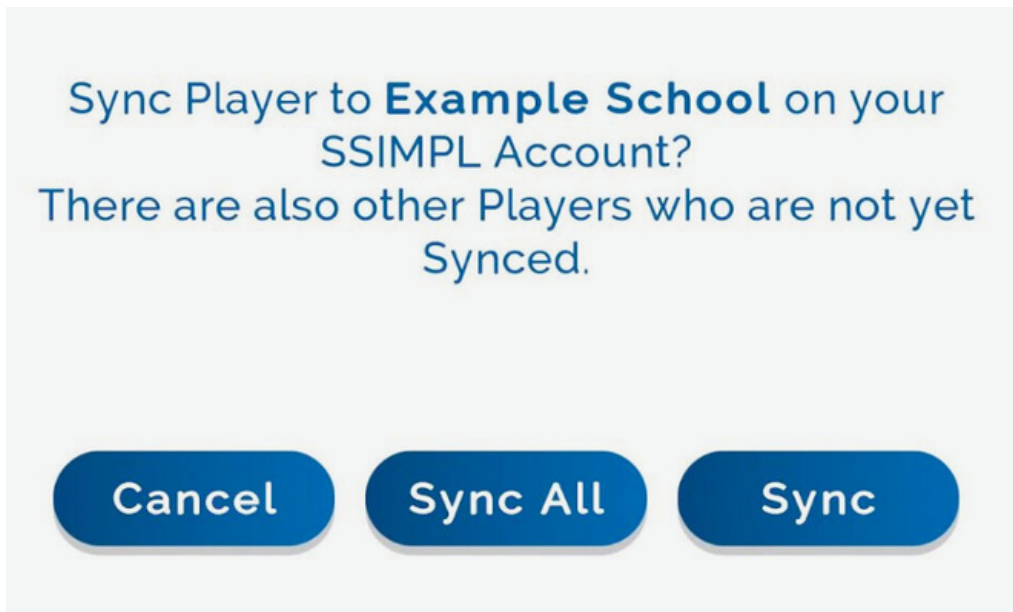 Sync Player to Example School on your
SSIMPL Account?
There are also other Players who are not yet
Synced.
Cancel
Sync All
Sync